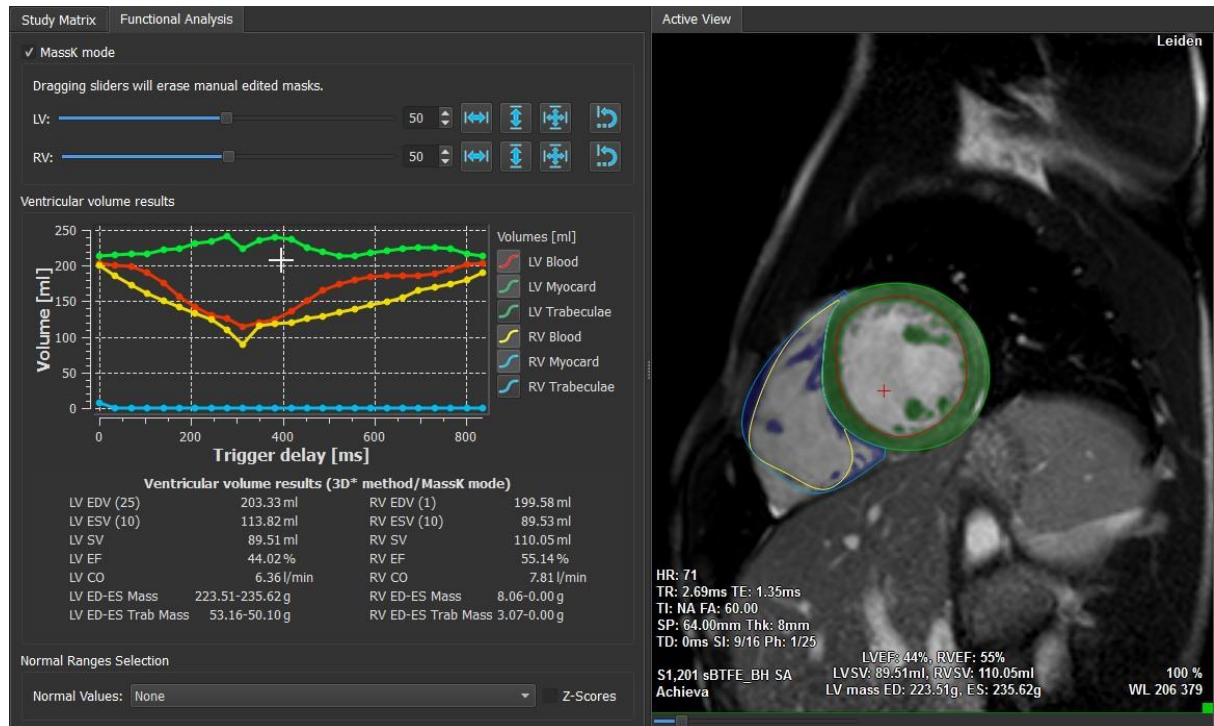 Study Matrix Functional Analysis
MassK mode
Dragging sliders will erase manual edited masks.
LV: 50
RV: 50
Ventricular volume results
250
200
150
100
50
0
Volume [ml]
0 200 400 600 800
Trigger delay [ms]
Volumes [ml]
LV Blood
LV Myocard
LV Trabeculae
RV Blood
RV Myocard
RV Trabeculae
Ventricular volume results (3D* method/MassK mode)
LV EDV (25) 203.33 ml RV EDV (1) 199.58 ml
LV ESV (10) 113.82 ml RV ESV (10) 89.53 ml
LV SV 89.51 ml RV SV 110.05 ml
LV EF 44.02 % RV EF 55.14 %
LV CO 6.36 l/min RV CO 7.81 l/min
LV ED-ES Mass 223.51-235.62 g RV ED-ES Mass 8.06-0.00 g
LV ED-ES Trab Mass 53.16-50.10 g RV ED-ES Trab Mass 3.07-0.00 g
Normal Ranges Selection
Normal Values: None Z-Scores
Active View
Leiden
HR: 71
TR: 2.69ms TE: 1.35ms
TI: NA FA: 60.00
SP: 64.00mm Thk: 8mm
TD: 0ms Sl: 9/16 Ph: 1/25
LVEF: 44%, RVEF: 55%
S1,201 sBTFE_BH SA LVSV: 89.51ml, RVSV: 110.05ml 100 %
Achieva LV mass ED: 223.51g, ES: 235.62g WL 206 379